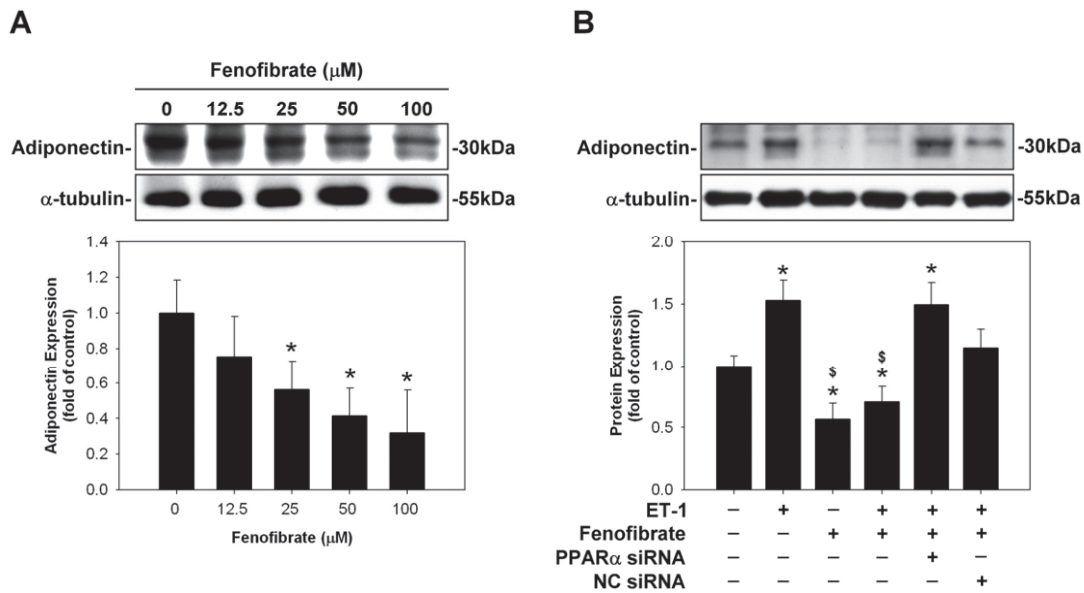 A
Fenofibrate (μM)
0 12.5 25 50 100
Adiponectin- -30kDa
α-tubulin- -55kDa
1.4
1.2
1.0
0.8
0.6
0.4
0.2
0.0
Adiponectin Expression
(fold of control)
* * *
0 12.5 25 50 100
Fenofibrate (μM)
B
Adiponectin- -30kDa
α-tubulin- -55kDa
2.0
1.5
1.0
0.5
0.0
Protein Expression
(fold of control)
* *
$ $
* *
ET-1 – + – + + +
Fenofibrate – – + + + +
PPARα siRNA – – – – + –
NC siRNA – – – – – +